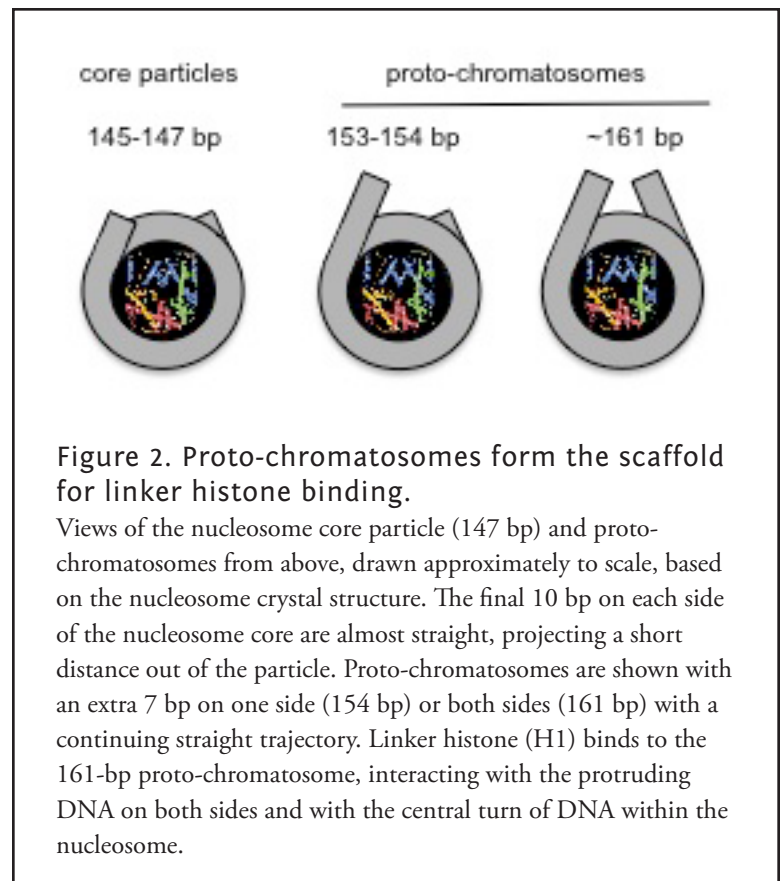 core particles proto-chromatosomes
145-147 bp 153-154 bp ~161 bp
Figure 2. Proto-chromatosomes form the scaffold
for linker histone binding.
Views of the nucleosome core particle (147 bp) and proto-
chromatosomes from above, drawn approximately to scale, based
on the nucleosome crystal structure. The final 10 bp on each side
of the nucleosome core are almost straight, projecting a short
distance out of the particle. Proto-chromatosomes are shown with
an extra 7 bp on one side (154 bp) or both sides (161 bp) with a
continuing straight trajectory. Linker histone (H1) binds to the
161-bp proto-chromatosome, interacting with the protruding
DNA on both sides and with the central turn of DNA within the
nucleosome.